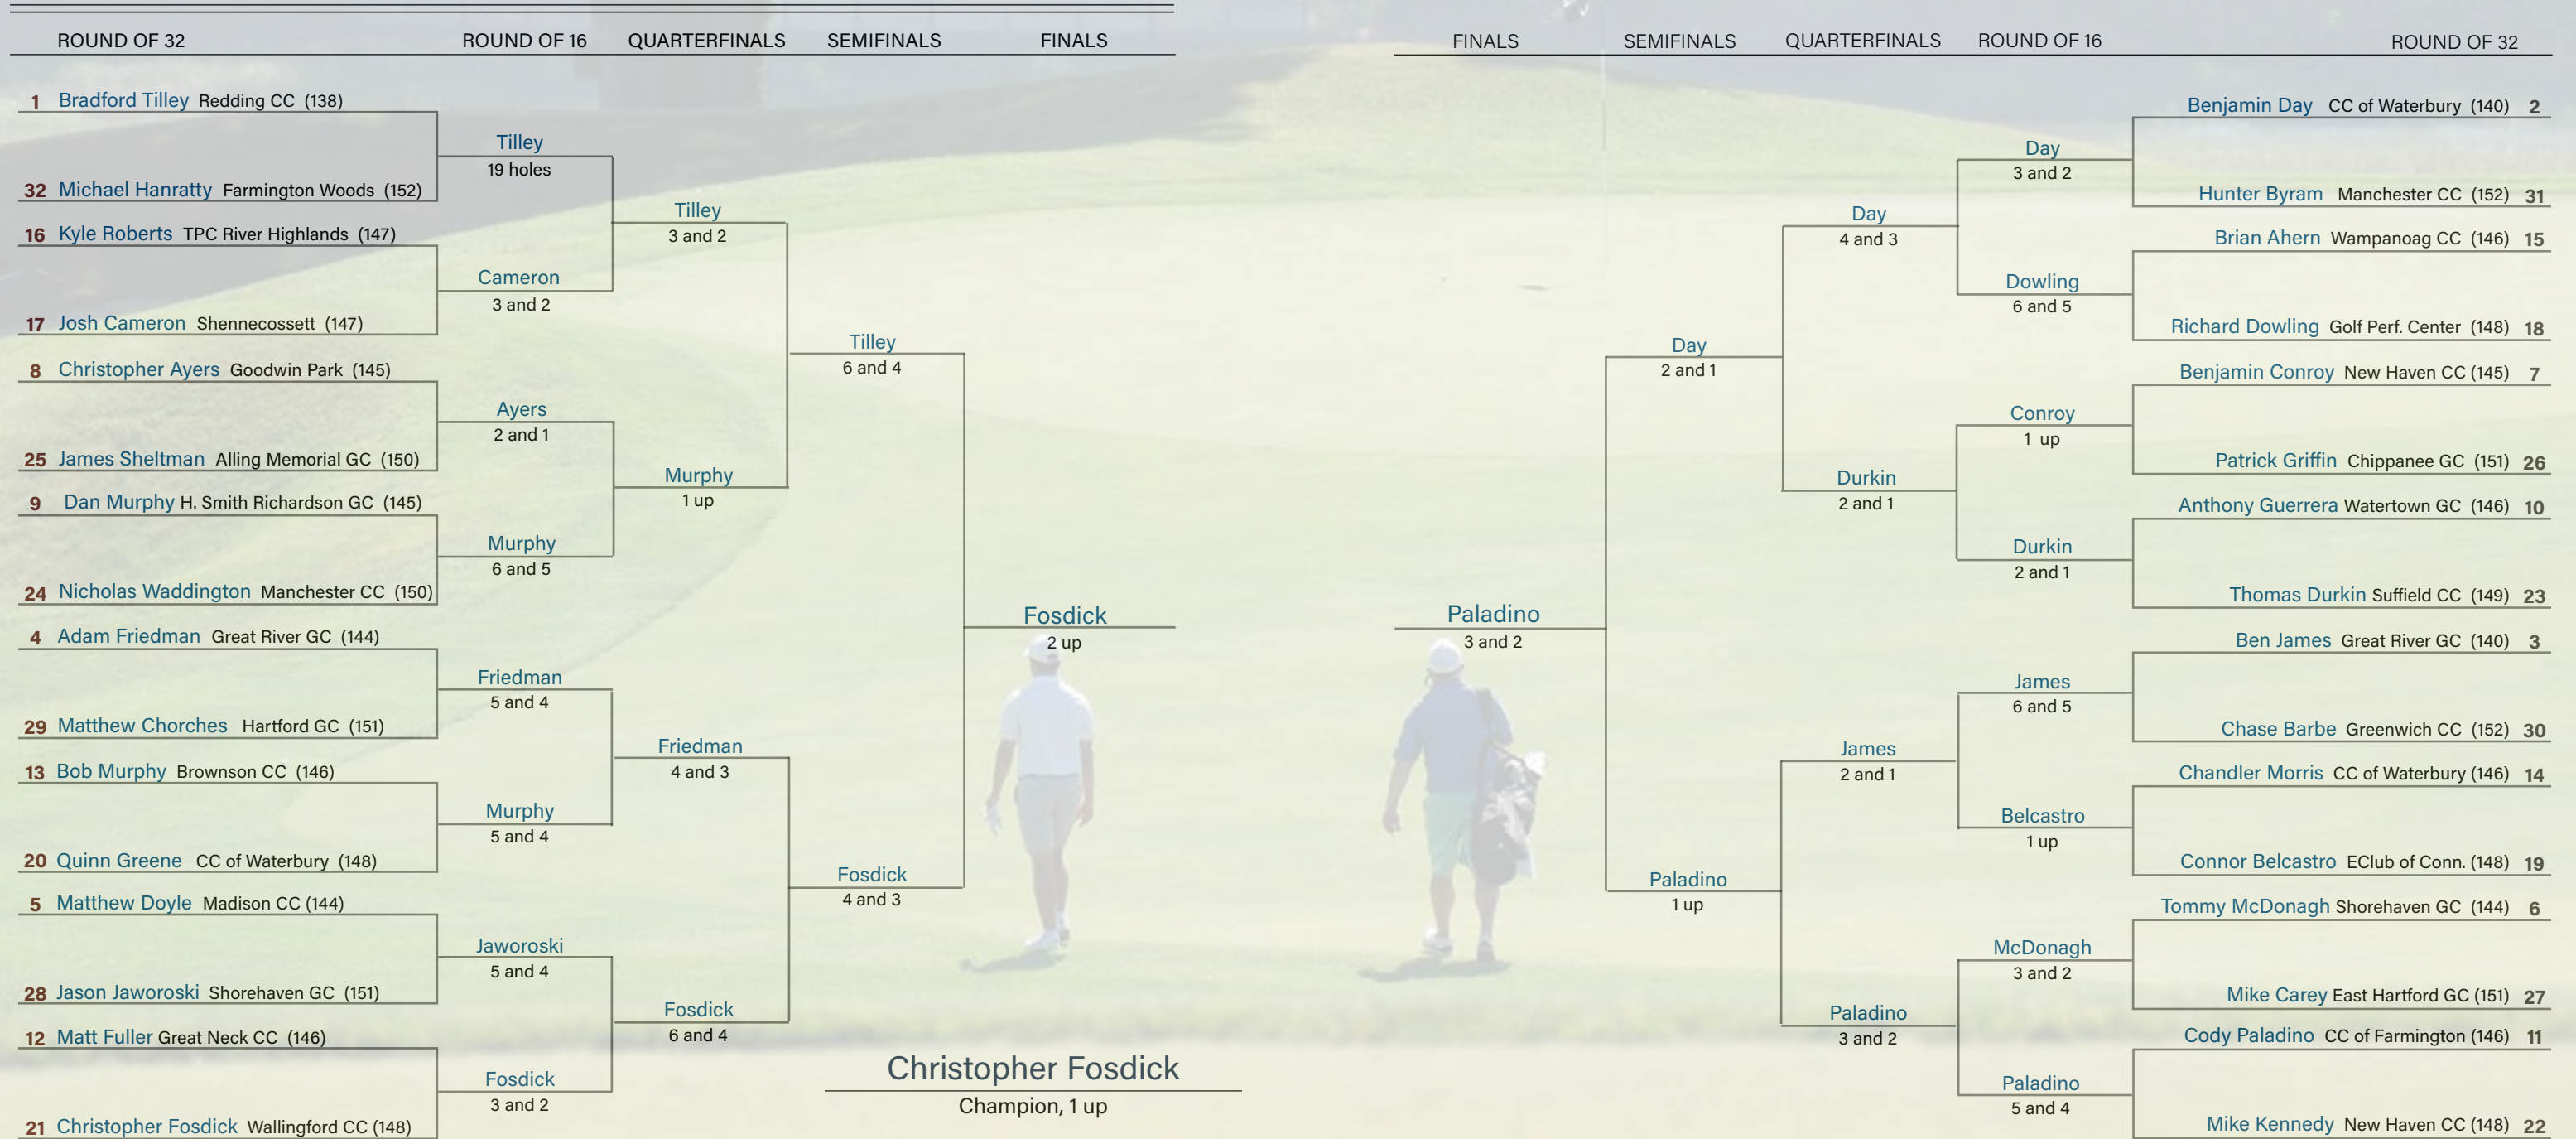 ROUND OF 32 ROUND OF 16 QUARTERFINALS SEMIFINALS FINALS
1 Bradford Tilley Redding CC (138)
Tilley
19 holes
32 Michael Hanratty Farmington Woods (152)
Tilley
3 and 2
16 Kyle Roberts TPC River Highlands (147)
Cameron
3 and 2
17 Josh Cameron Shennecossett (147)
Tilley
6 and 4
8 Christopher Ayers Goodwin Park (145)
Ayers
2 and 1
25 James Sheltman Alling Memorial GC (150)
Murphy
1 up
9 Dan Murphy H. Smith Richardson GC (145)
Murphy
6 and 5
24 Nicholas Waddington Manchester CC (150)
Fosdick
2 up
4 Adam Friedman Great River GC (144)
Friedman
5 and 4
29 Matthew Chorches Hartford GC (151)
Friedman
4 and 3
13 Bob Murphy Brownson CC (146)
Murphy
5 and 4
20 Quinn Greene CC of Waterbury (148)
Fosdick
4 and 3
5 Matthew Doyle Madison CC (144)
Jaworoski
5 and 4
28 Jason Jaworoski Shorehaven GC (151)
Fosdick
6 and 4
12 Matt Fuller Great Neck CC (146)
Fosdick
3 and 2
21 Christopher Fosdick Wallingford CC (148)
Christopher Fosdick
Champion, 1 up
FINALS SEMIFINALS QUARTERFINALS ROUND OF 16 ROUND OF 32
Benjamin Day CC of Waterbury (140) 2
Day
3 and 2
Hunter Byram Manchester CC (152) 31
Day
4 and 3
Brian Ahern Wampanoag CC (146) 15
Dowling
6 and 5
Richard Dowling Golf Perf. Center (148) 18
Day
2 and 1
Benjamin Conroy New Haven CC (145) 7
Conroy
1 up
Patrick Griffin Chippanee GC (151) 26
Durkin
2 and 1
Anthony Guerrera Watertown GC (146) 10
Durkin
2 and 1
Thomas Durkin Suffield CC (149) 23
Paladino
3 and 2
Ben James Great River GC (140) 3
James
6 and 5
Chase Barbe Greenwich CC (152) 30
James
2 and 1
Chandler Morris CC of Waterbury (146) 14
Belcastro
1 up
Connor Belcastro EClub of Conn. (148) 19
Paladino
1 up
Tommy McDonagh Shorehaven GC (144) 6
McDonagh
3 and 2
Mike Carey East Hartford GC (151) 27
Paladino
3 and 2
Cody Paladino CC of Farmington (146) 11
Paladino
5 and 4
Mike Kennedy New Haven CC (148) 22